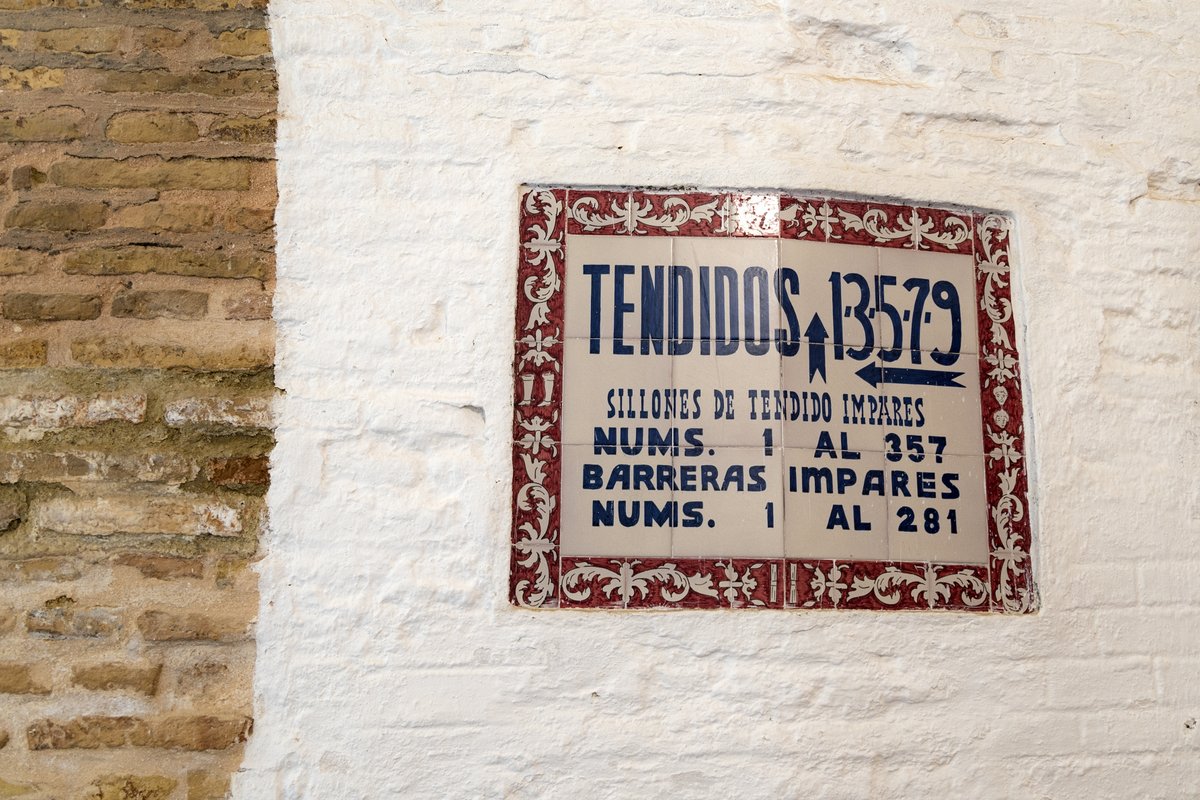 TENDIDOS 1-3-5-7-9
SILLONES DE TENDIDO IMPARES
NUMS. 1 AL 357
BARRERAS IMPARES
NUMS. 1 AL 281